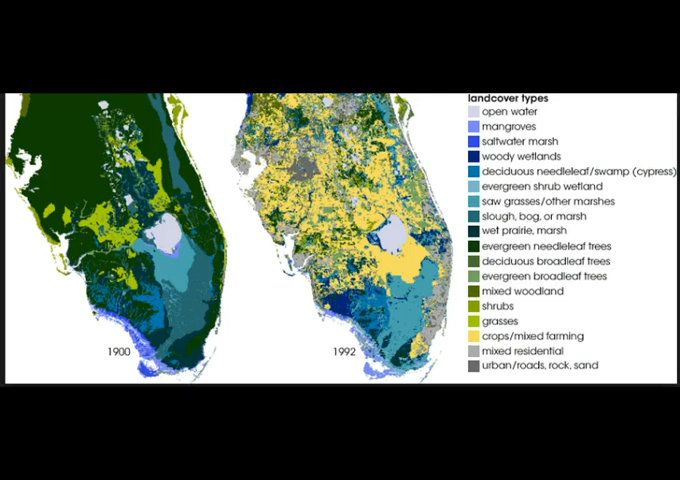 landcover types
open water
mangroves
saltwater marsh
woody wetlands
deciduous needleleaf/swamp (cypress)
evergreen shrub wetland
saw grasses/other marshes
slough, bog, or marsh
wet prairie, marsh
evergreen needleleaf trees
deciduous broadleaf trees
evergreen broadleaf trees
mixed woodland
shrubs
grasses
crops/mixed farming
mixed residential
urban/roads, rock, sand
1900
1992